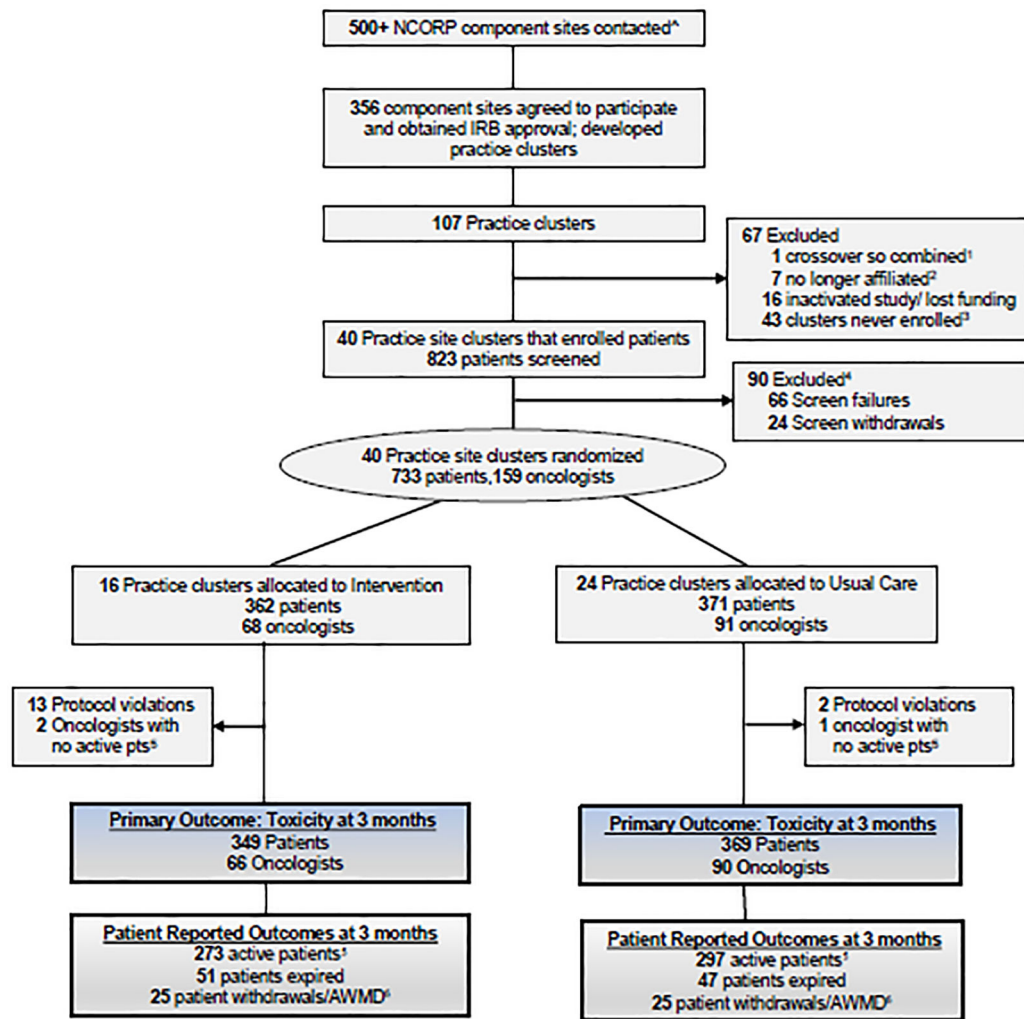 500+ NCORP component sites contacted^
356 component sites agreed to participate
and obtained IRB approval; developed
practice clusters
107 Practice clusters
67 Excluded
1 crossover so combined¹
7 no longer affiliated²
16 inactivated study/ lost funding
43 clusters never enrolled³
40 Practice site clusters that enrolled patients
823 patients screened
90 Excluded⁴
66 Screen failures
24 Screen withdrawals
40 Practice site clusters randomized
733 patients,159 oncologists
16 Practice clusters allocated to Intervention
362 patients
68 oncologists
24 Practice clusters allocated to Usual Care
371 patients
91 oncologists
13 Protocol violations
2 Oncologists with
no active pts⁵
2 Protocol violations
1 oncologist with
no active pts⁵
Primary Outcome: Toxicity at 3 months
349 Patients
66 Oncologists
Primary Outcome: Toxicity at 3 months
369 Patients
90 Oncologists
Patient Reported Outcomes at 3 months
273 active patients
51 patients expired
25 patient withdrawals/AWMD⁶
Patient Reported Outcomes at 3 months
297 active patients
47 patients expired
25 patient withdrawals/AWMD⁶